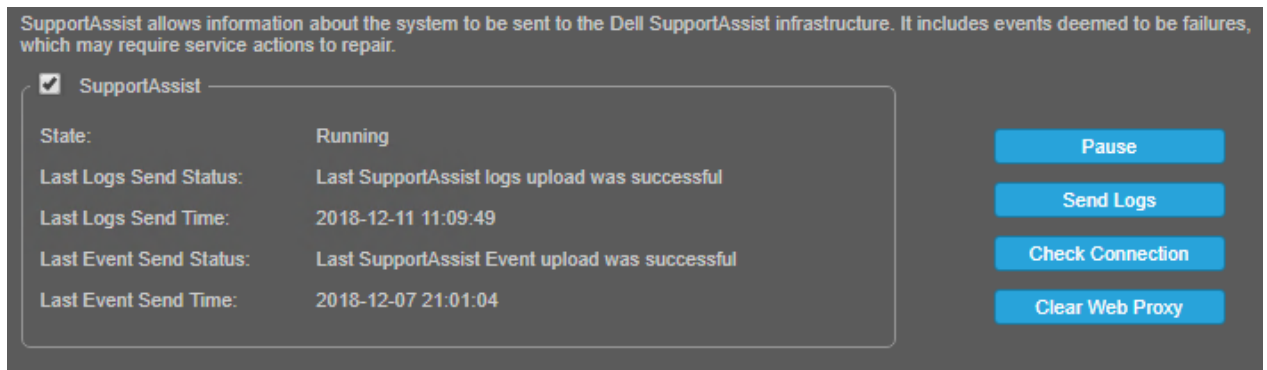 SupportAssist allows information about the system to be sent to the Dell SupportAssist infrastructure. It includes events deemed to be failures,
which may require service actions to repair.
SupportAssist
State: Running
Last Logs Send Status: Last SupportAssist logs upload was successful
Last Logs Send Time: 2018-12-11 11:09:49
Last Event Send Status: Last SupportAssist Event upload was successful
Last Event Send Time: 2018-12-07 21:01:04
Pause
Send Logs
Check Connection
Clear Web Proxy